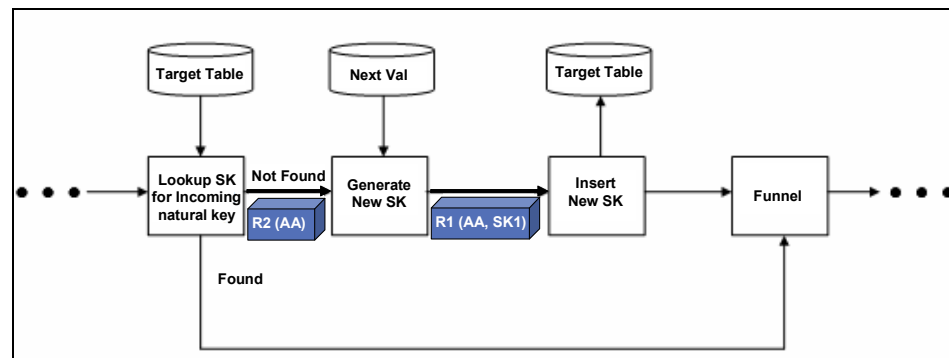 Target Table
Next Val
Target Table
Lookup SK
for Incoming
natural key
Not Found
Generate
New SK
Insert
New SK
Funnel
R2 (AA)
R1 (AA, SK1)
Found